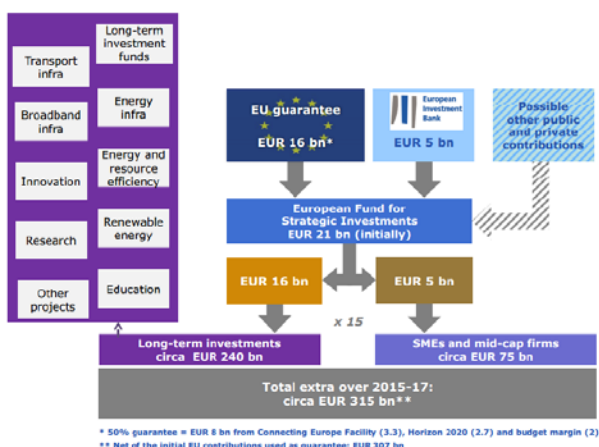 Long-term
investment
funds
Transport
infra
Broadband
infra
Energy
infra
Innovation
Energy and
resource
efficiency
Research
Renewable
energy
Other
projects
Education
EU guarantee
EUR 16 bn*
European
Investment
Bank
EUR 5 bn
Possible
other public
and private
contributions
European Fund for
Strategic Investments
EUR 21 bn (initially)
EUR 16 bn
EUR 5 bn
x 15
Long-term investments
circa EUR 240 bn
SMEs and mid-cap firms
circa EUR 75 bn
Total extra over 2015-17:
circa EUR 315 bn**
* 50% guarantee = EUR 8 bn from Connecting Europe Facility (3.3), Horizon 2020 (2.7) and budget margin (2)
** Net of the initial EU contributions used as guarantee: EUR 307 bn